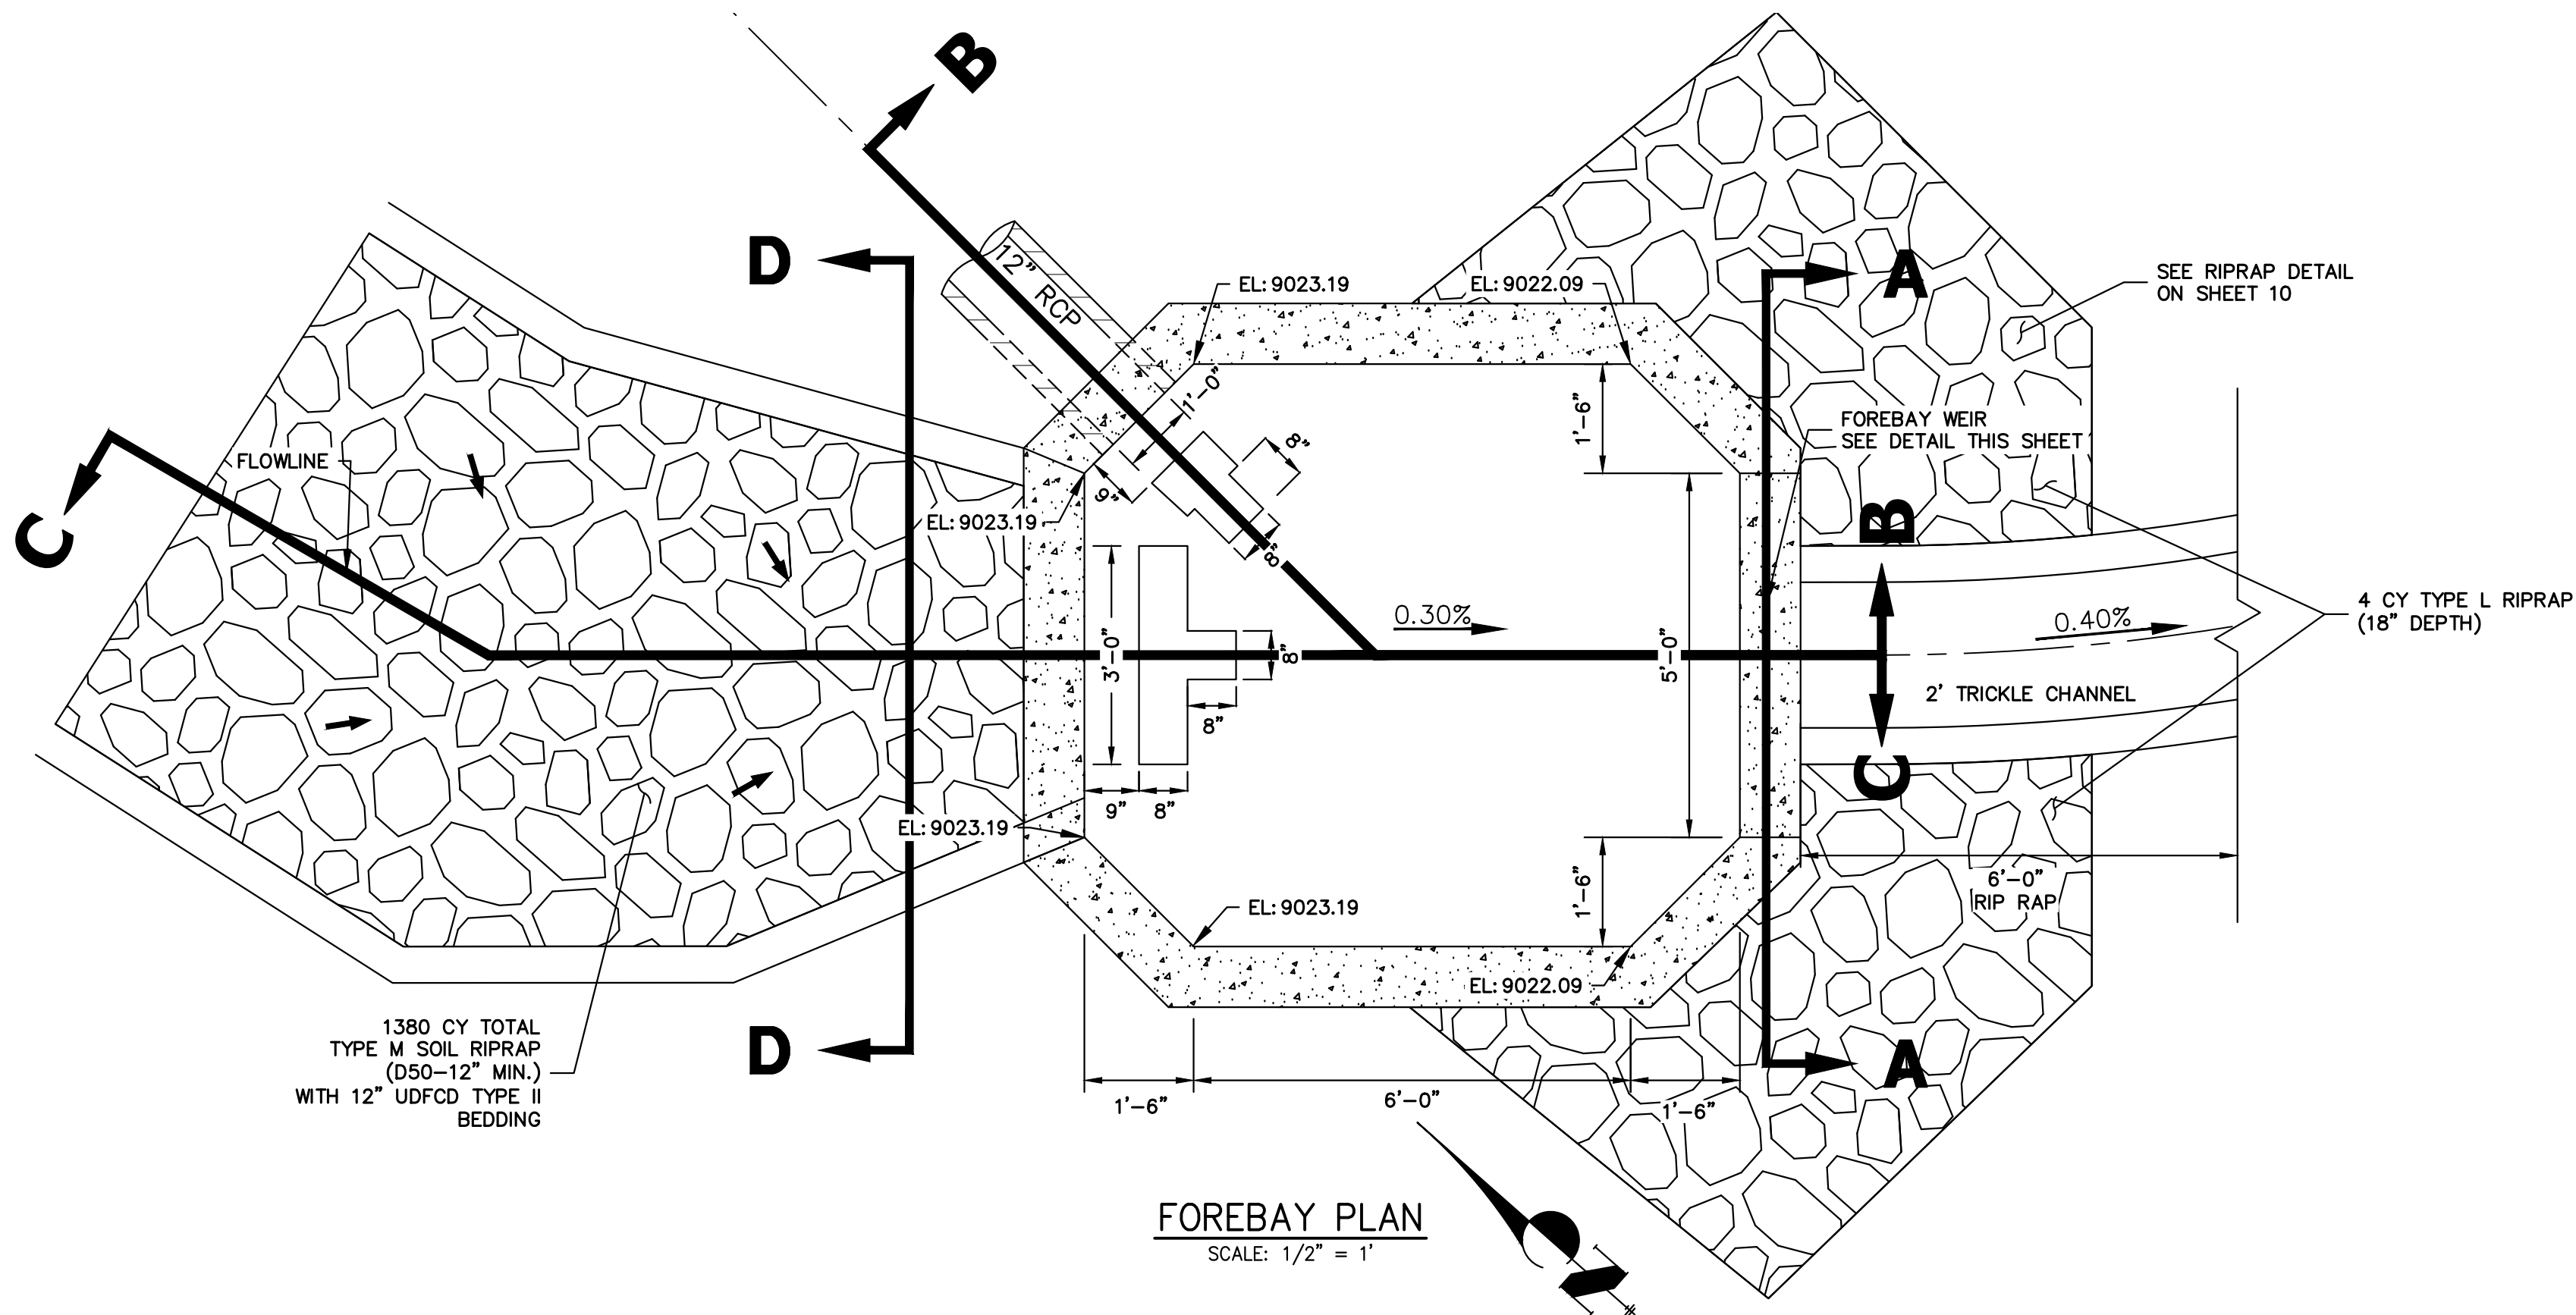 B
D
12" RCP
EL: 9023.19
EL: 9022.09
A
SEE RIPRAP DETAIL
ON SHEET 10
1'-0"
1'-6"
FOREBAY WEIR
SEE DETAIL THIS SHEET
8"
9"
FLOWLINE
C
EL: 9023.19
B
8"
3'-0"
8"
0.30%
5'-0"
0.40%
4 CY TYPE L RIPRAP
(18" DEPTH)
2' TRICKLE CHANNEL
8"
C
9"
8"
EL: 9023.19
1'-6"
6'-0"
RIP RAP
EL: 9023.19
EL: 9022.09
1380 CY TOTAL
TYPE M SOIL RIPRAP
(D50-12" MIN.)
WITH 12" UDFCD TYPE II
BEDDING
D
A
1'-6"
6'-0"
1'-6"
FOREBAY PLAN
SCALE: 1/2" = 1'